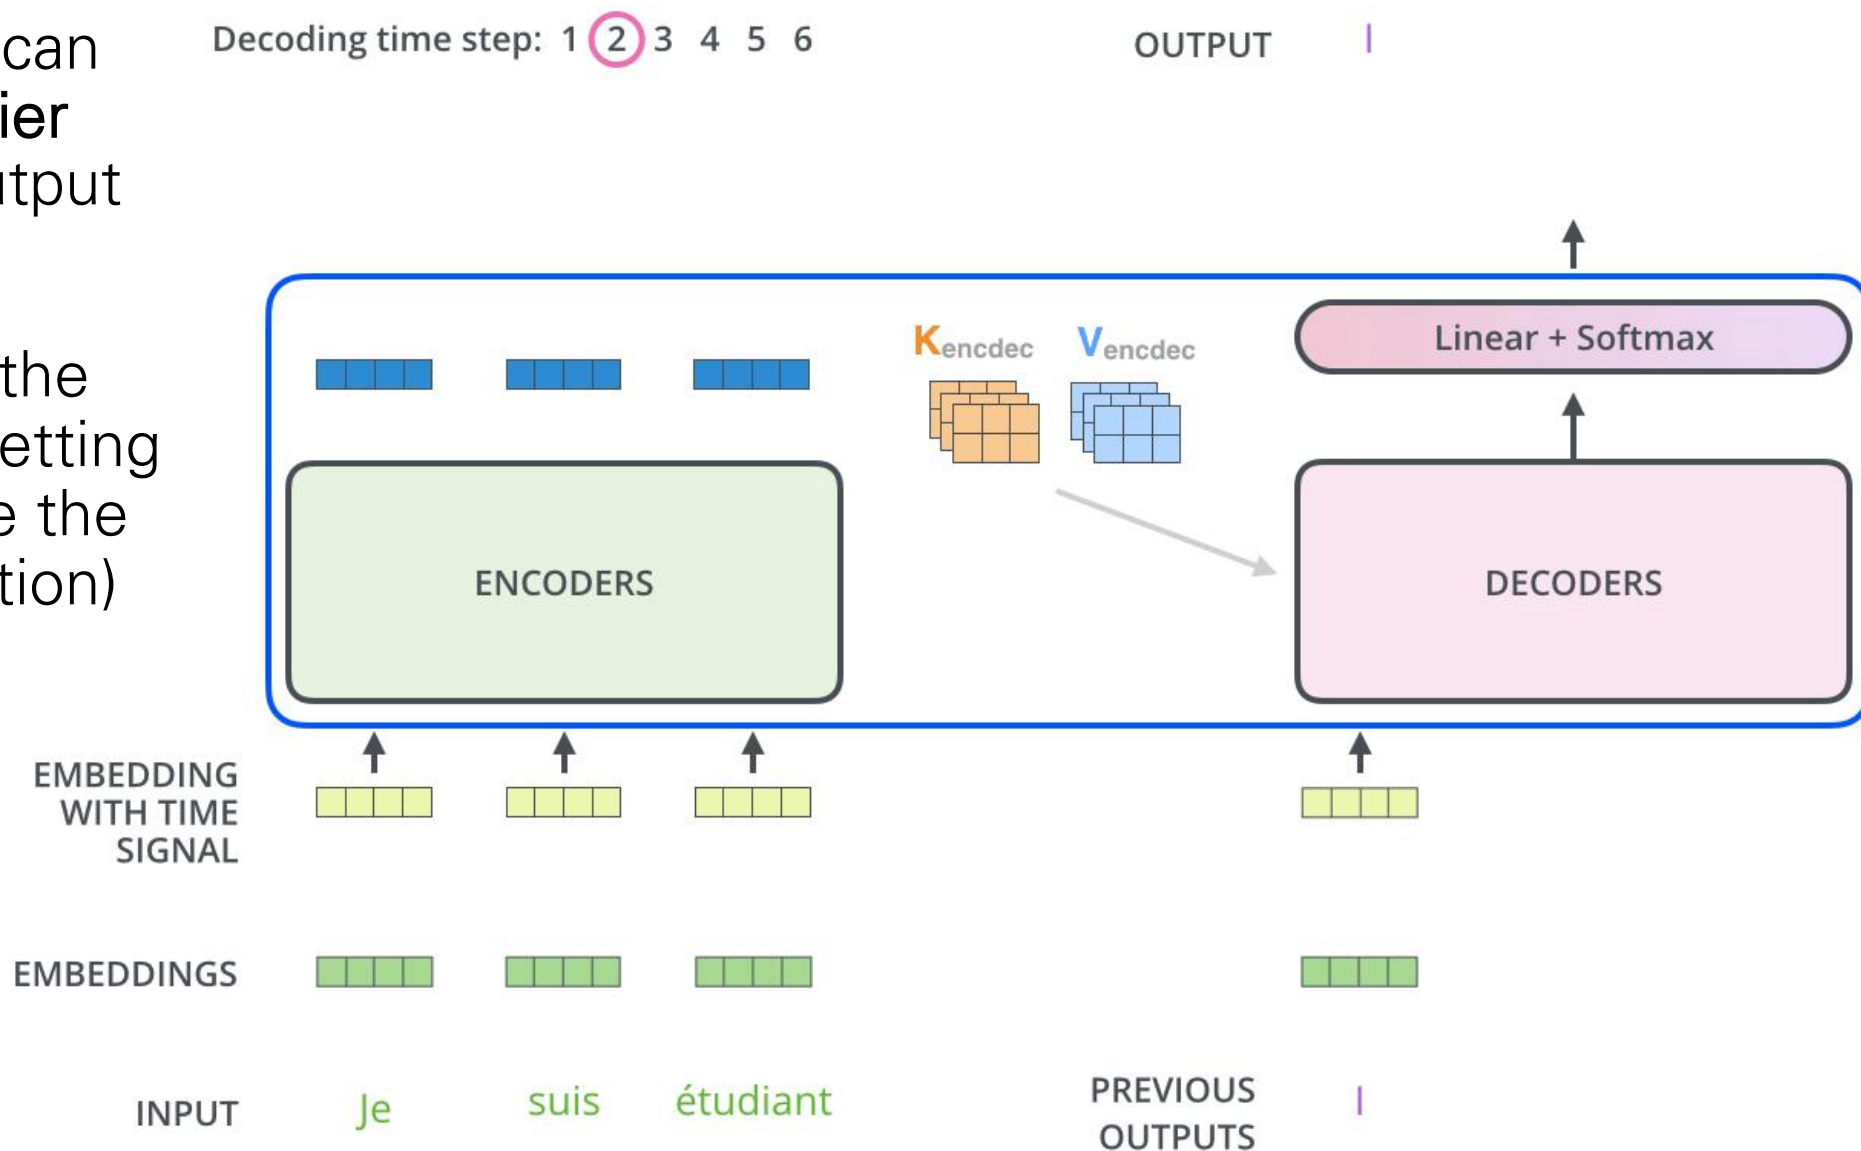 can
ier
utput
the
etting
e the
tion)
Decoding time step: 1 2 3 4 5 6
OUTPUT I
Kencdec Vencdec
Linear + Softmax
ENCODERS
DECODERS
EMBEDDING
WITH TIME
SIGNAL
EMBEDDINGS
INPUT Je suis étudiant
PREVIOUS
OUTPUTS I